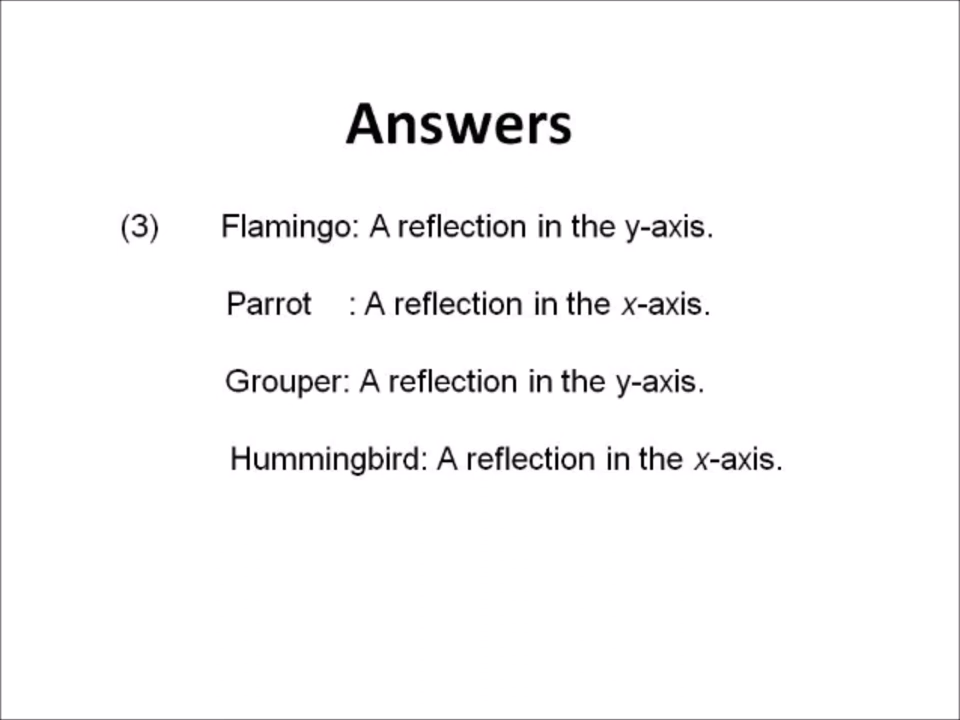 Answers
(3) Flamingo: A reflection in the y-axis.
Parrot : A reflection in the x-axis.
Grouper: A reflection in the y-axis.
Hummingbird: A reflection in the x-axis.